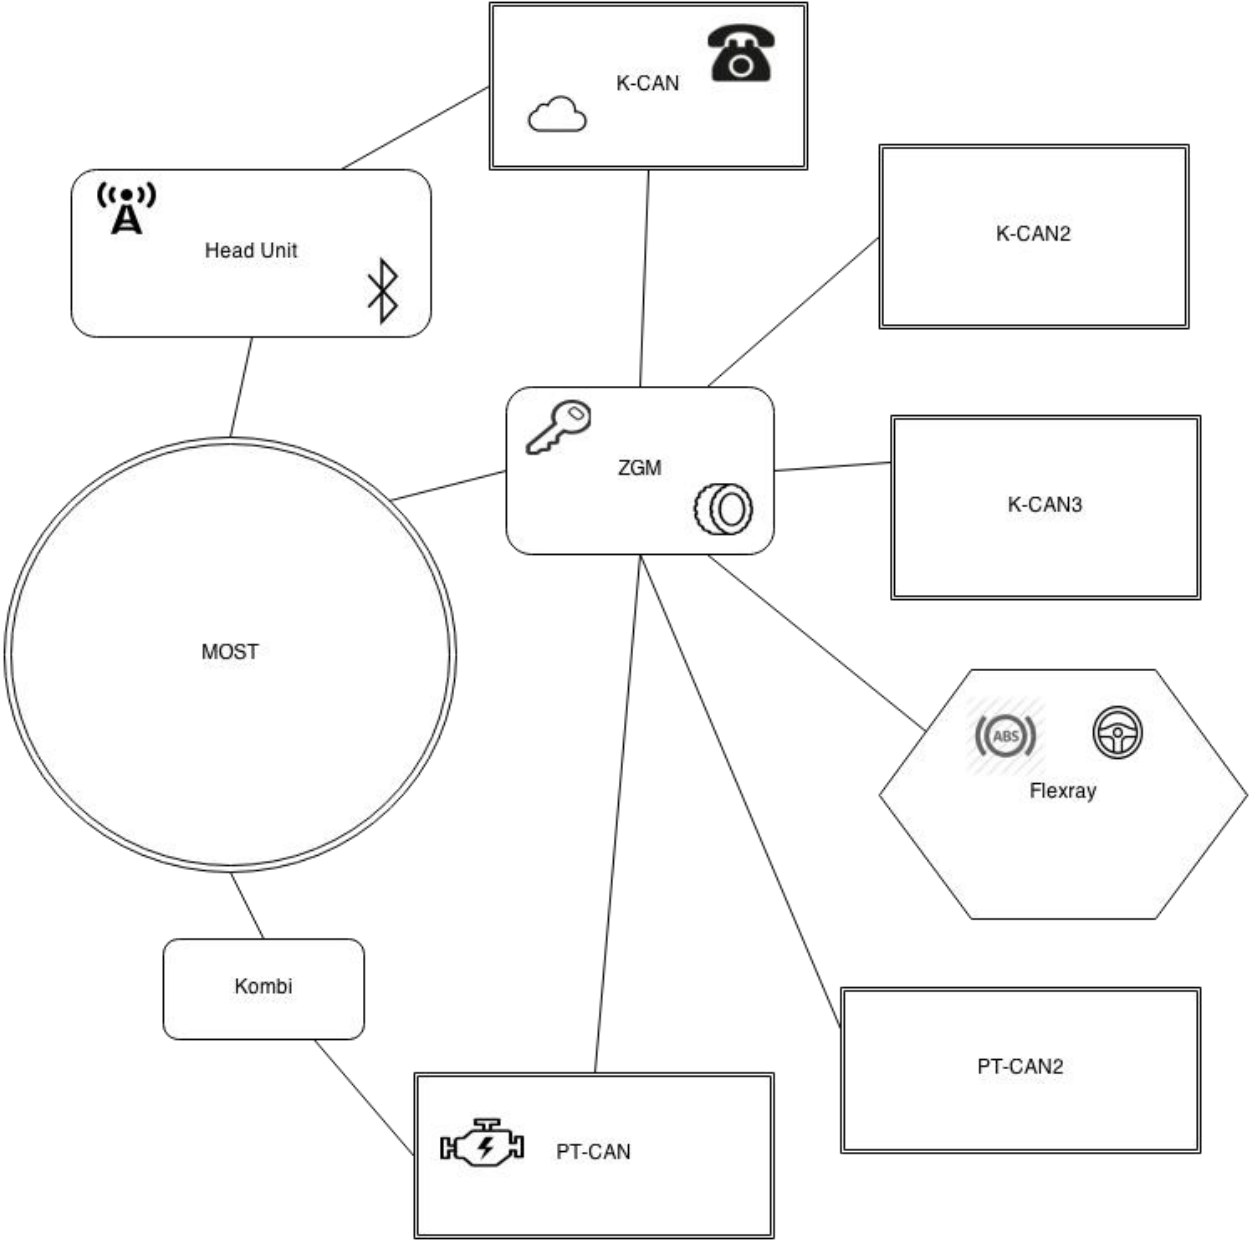 K-CAN
K-CAN2
Head Unit
ZGM
K-CAN3
MOST
ABS
Flexray
Kombi
PT-CAN2
PT-CAN